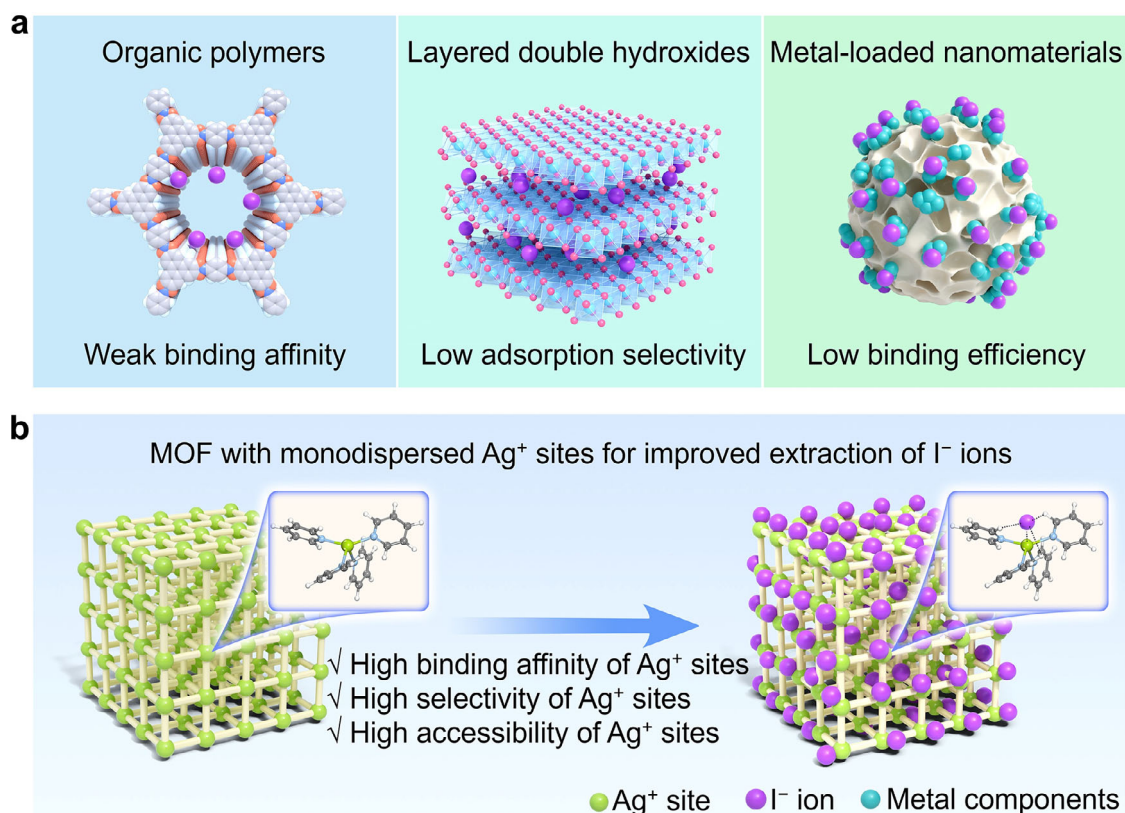 a
Organic polymers
Layered double hydroxides
Metal-loaded nanomaterials
Weak binding affinity
Low adsorption selectivity
Low binding efficiency
b
MOF with monodispersed Ag⁺ sites for improved extraction of I⁻ ions
√ High binding affinity of Ag⁺ sites
√ High selectivity of Ag⁺ sites
√ High accessibility of Ag⁺ sites
Ag⁺ site
I⁻ ion
Metal components